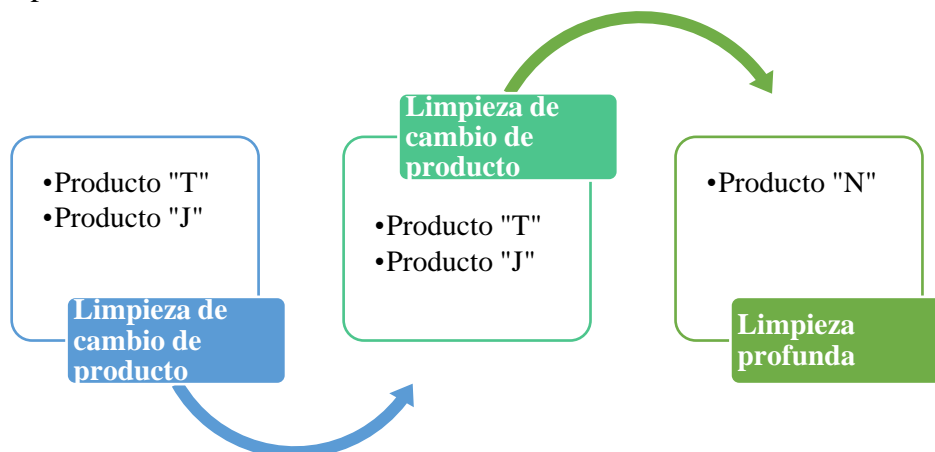 •Producto "T"
•Producto "J"
Limpieza de
cambio de
producto
Limpieza de
cambio de
producto
•Producto "T"
•Producto "J"
•Producto "N"
Limpieza
profunda